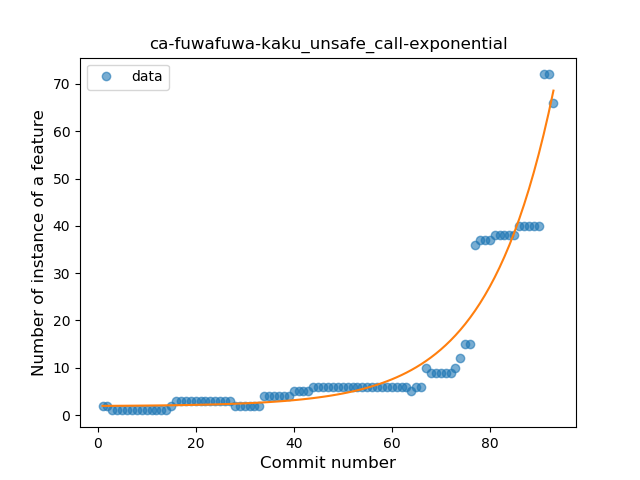 ca-fuwafuwa-kaku_unsafe_call-exponential
data
Number of instance of a feature
70
60
50
40
30
20
10
0
0 20 40 60 80
Commit number